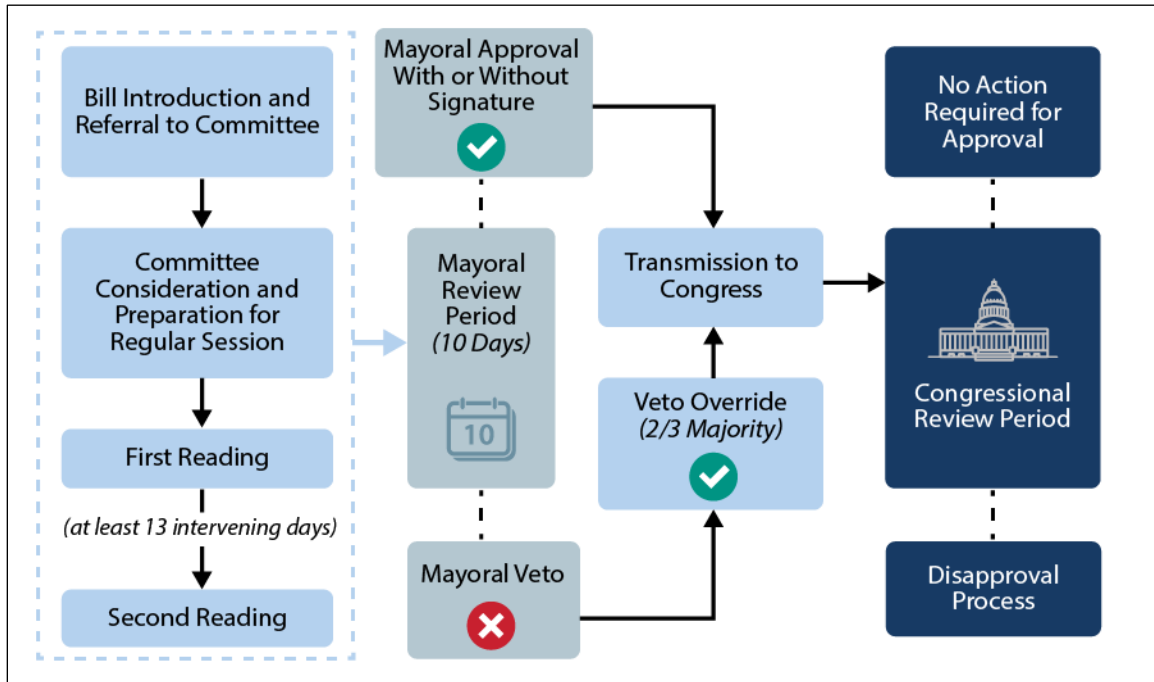 Bill Introduction and
Referral to Committee
Committee
Consideration and
Preparation for
Regular Session
First Reading
(at least 13 intervening days)
Second Reading
Mayoral Approval
With or Without
Signature
Mayoral
Review
Period
(10 Days)
10
Mayoral Veto
Transmission to
Congress
Veto Override
(2/3 Majority)
No Action
Required for
Approval
Congressional
Review Period
Disapproval
Process